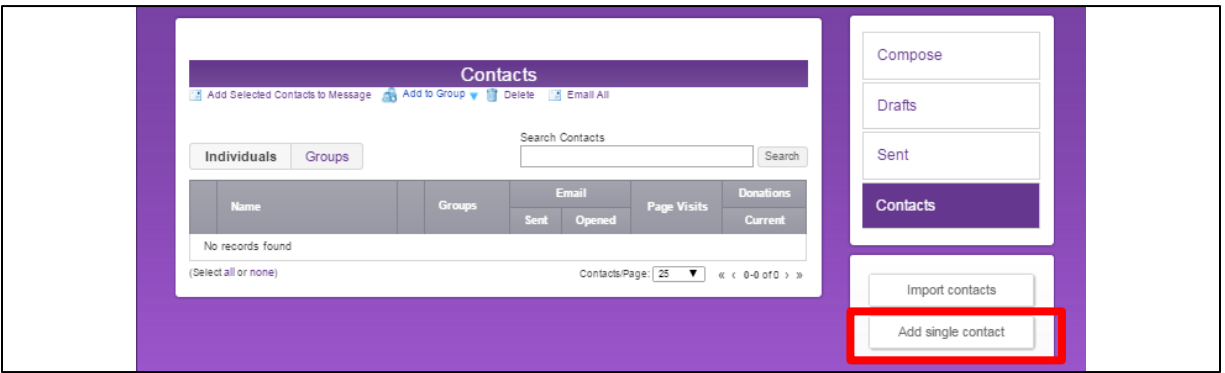 Contacts
Add Selected Contacts to Message Add to Group Delete Email All
Search Contacts
Individuals Groups Search
Name Groups Email Page Visits Donations
Sent Opened Current
No records found
(Select all or none) Contacts/Page: 25 « ‹ 0-0 of 0 › »
Compose
Drafts
Sent
Contacts
Import contacts
Add single contact